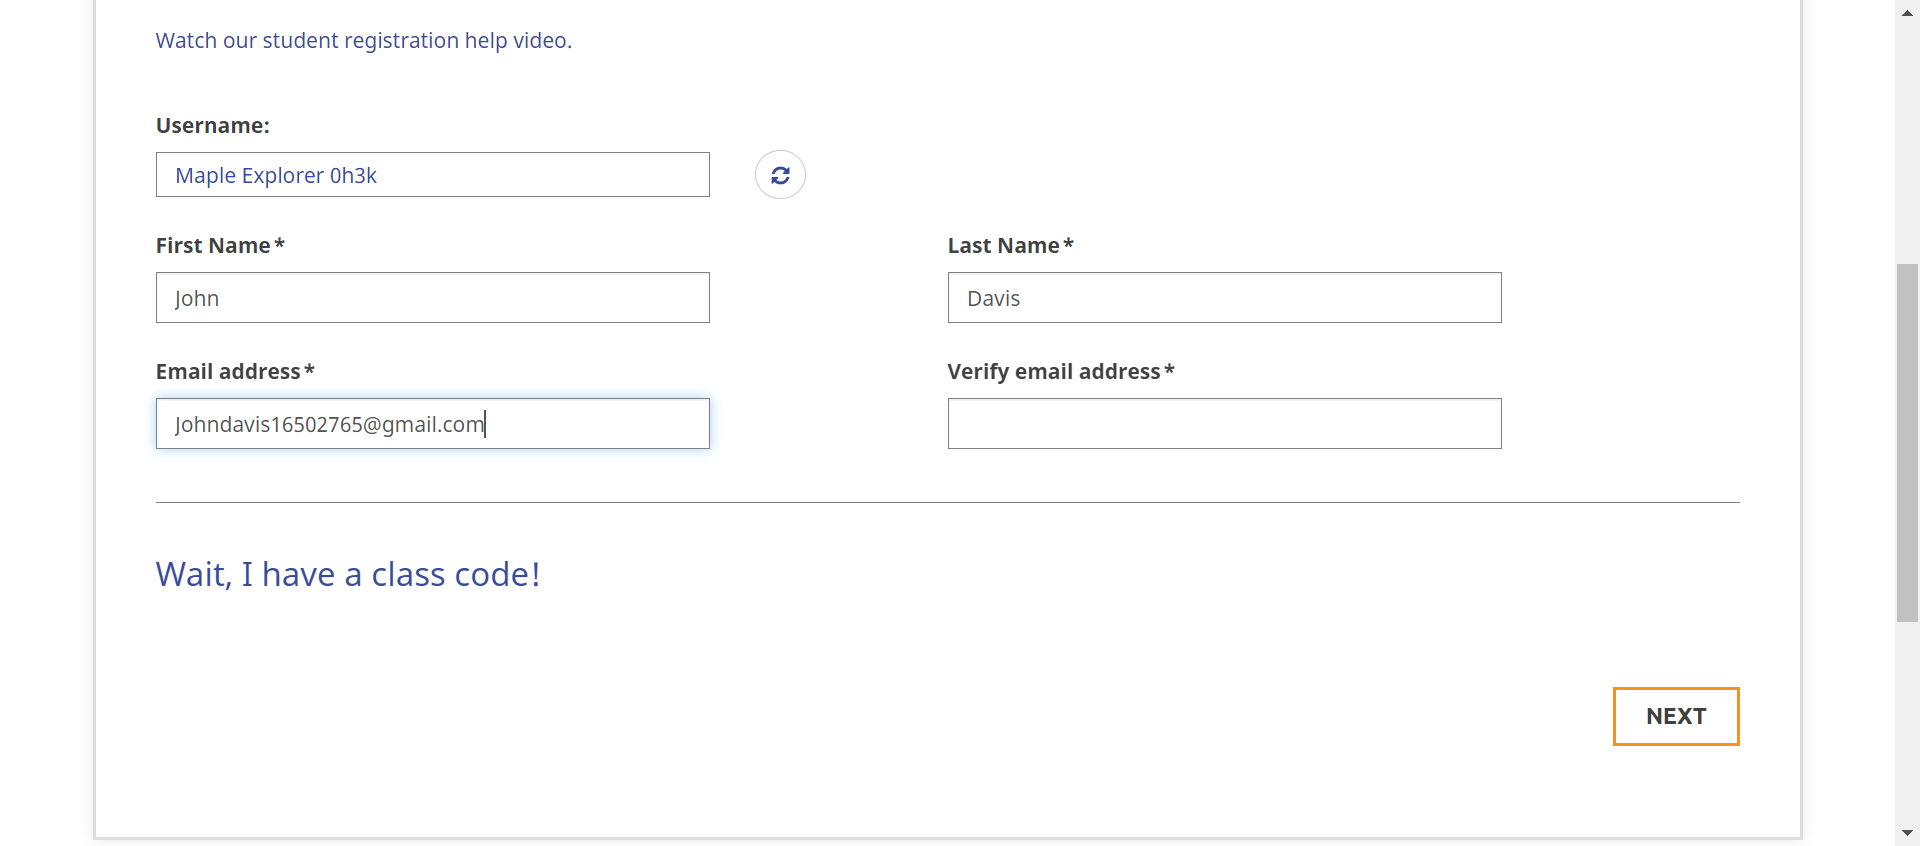 Watch our student registration help video.
Username:
Maple Explorer 0h3k
First Name*
Last Name*
John
Davis
Email address*
Verify email address*
Johndavis16502765@gmail.com
Wait, I have a class code!
NEXT